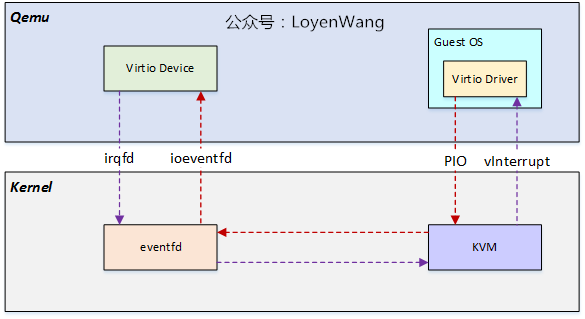 Qemu
公众号：LoyenWang
Guest OS
Virtio Device
Virtio Driver
irqfd
ioeventfd
PIO
vInterrupt
Kernel
eventfd
KVM